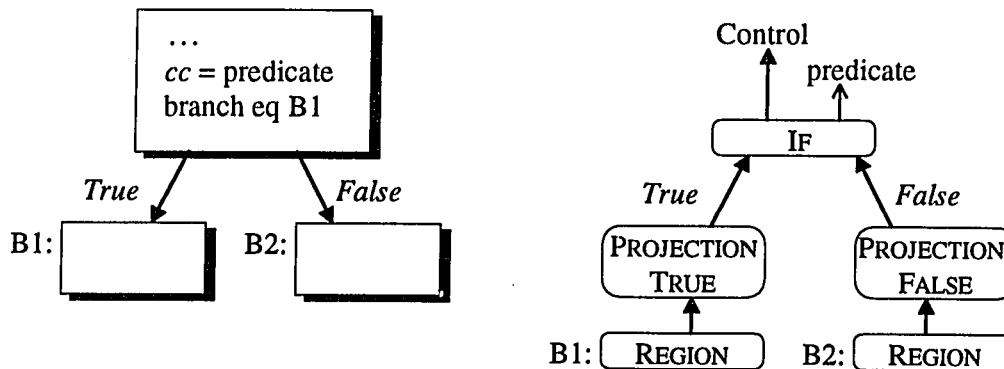 ...
cc = predicate
branch eq B1
True
False
B1:
B2:
Control
predicate
IF
True
False
PROJECTION
TRUE
PROJECTION
FALSE
B1:
REGION
B2:
REGION